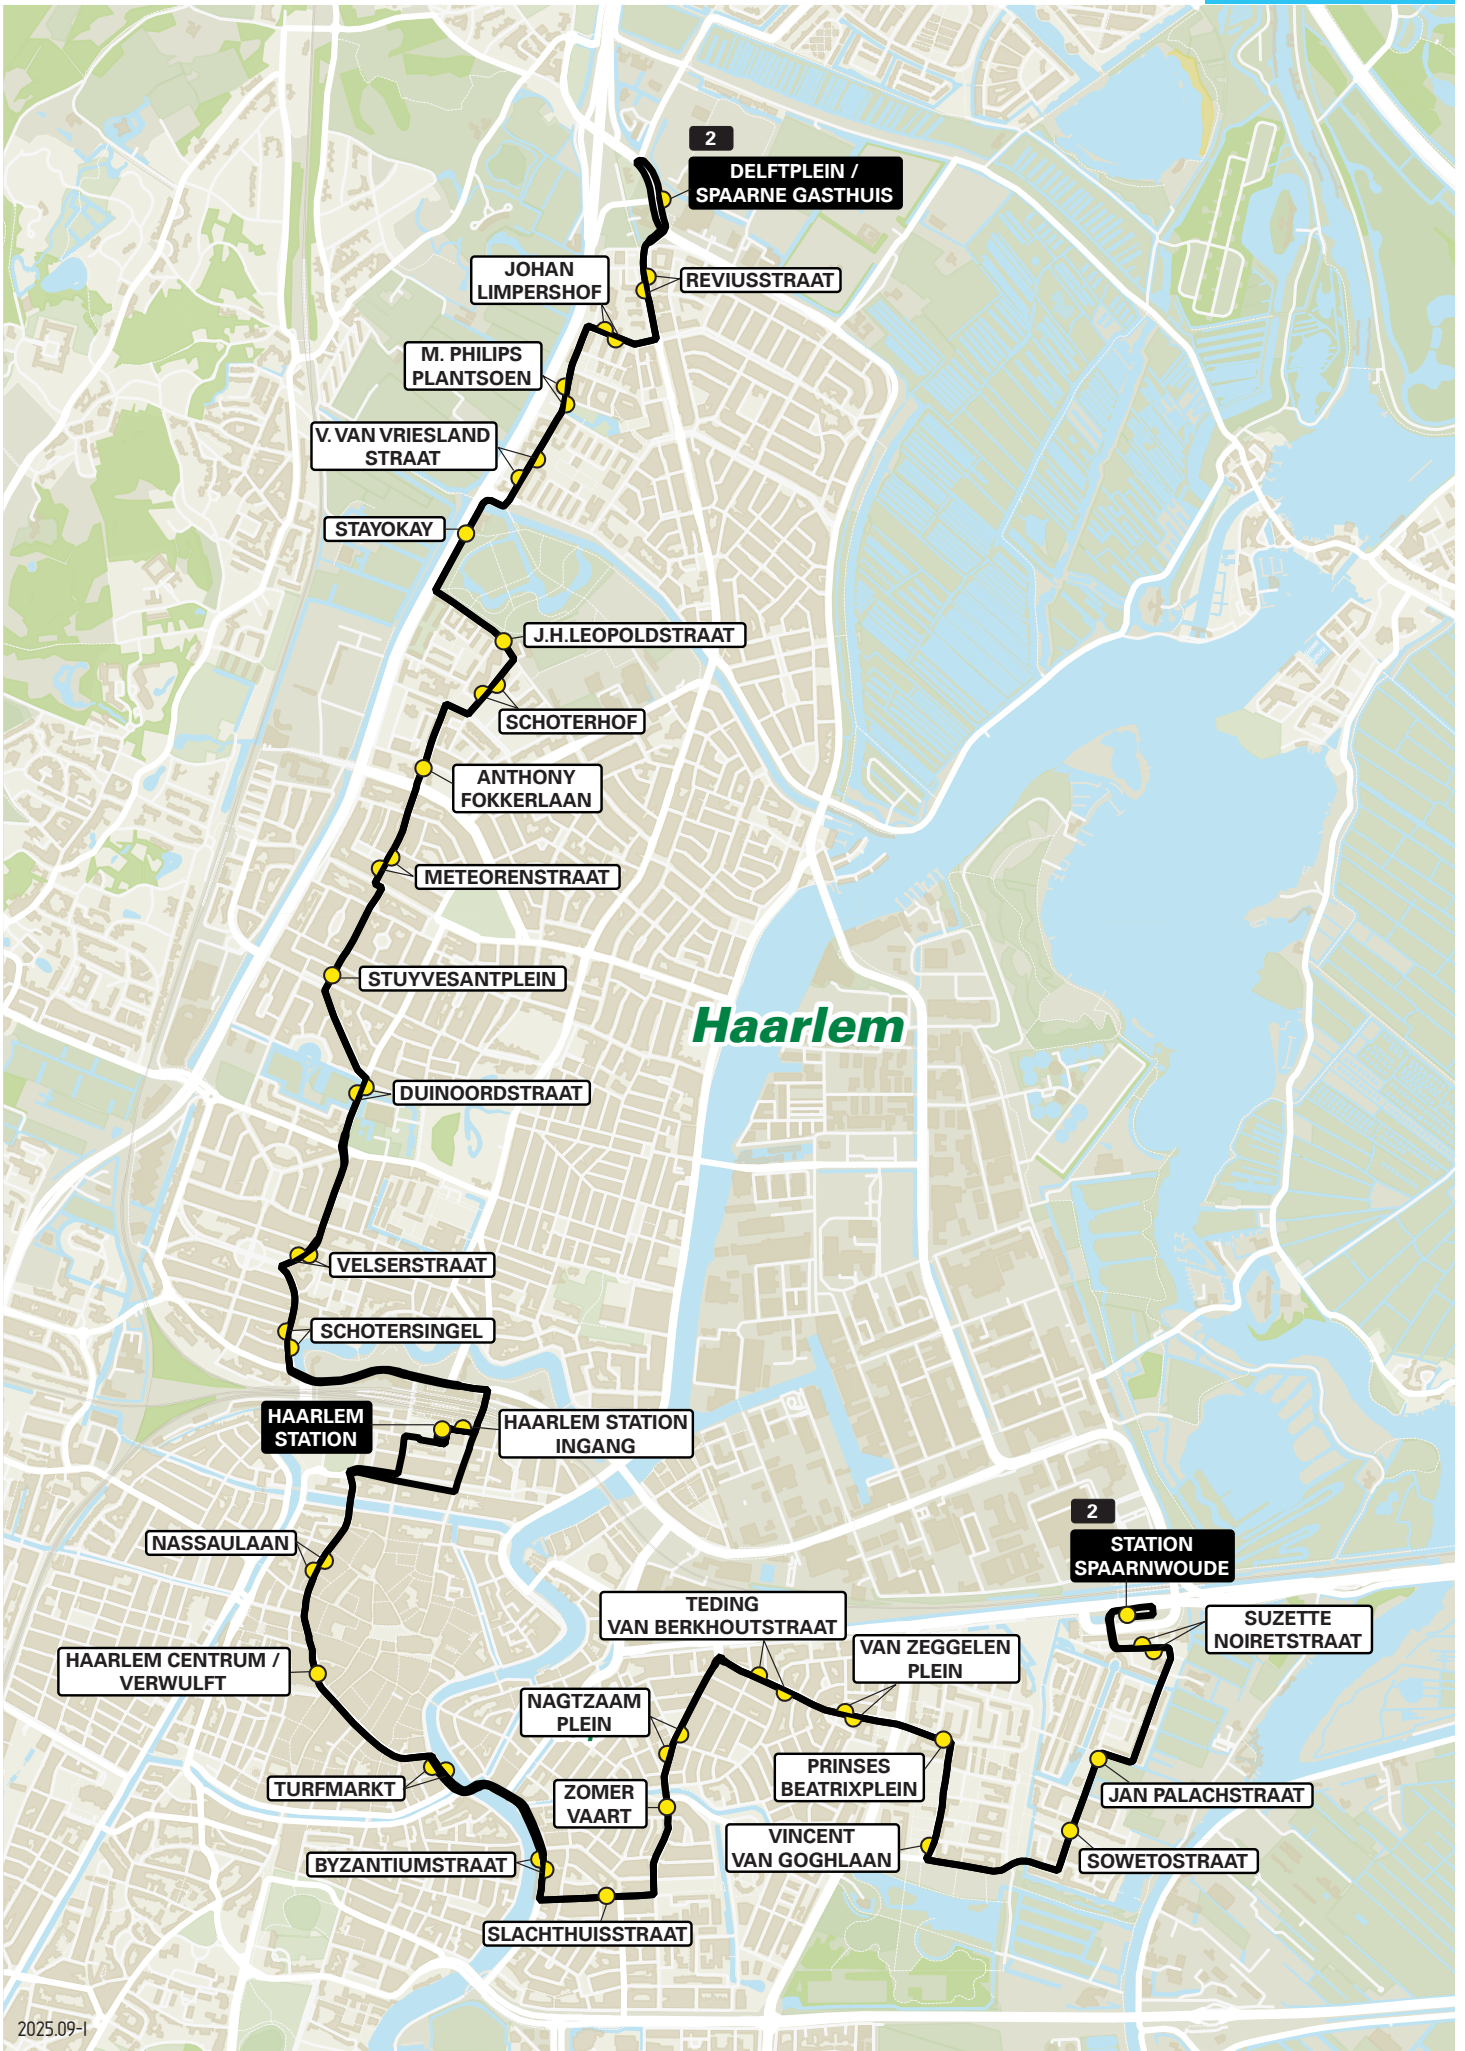 2
DELFTPLEIN /
SPAARNE GASTHUIS
JOHAN
LIMPERSHOF
REVIUSSTRAAT
M. PHILIPS
PLANTSOEN
V. VAN VRIESLAND
STRAAT
STAYOKAY
J.H.LEOPOLDSTRAAT
SCHOTERHOF
ANTHONY
FOKKERLAAN
METEORENSTRAAT
STUYVESANTPLEIN
Haarlem
DUINOORDSTRAAT
VELSERSTRAAT
SCHOTERSINGEL
HAARLEM
STATION
HAARLEM STATION
INGANG
NASSAULAAN
2
STATION
SPAARNWOUDE
TEDING
VAN BERKHOUTSTRAAT
SUZETTE
NOIRETSTRAAT
VAN ZEGGELEN
PLEIN
HAARLEM CENTRUM /
VERWULFT
NAGTZAAM
PLEIN
PRINSES
BEATRIXPLEIN
TURFMARKT
ZOMER
VAART
JAN PALACHSTRAAT
VINCENT
VAN GOGHLAAN
BYZANTIUMSTRAAT
SOWETOSTRAAT
SLACHTHUISSTRAAT
2025.09-I